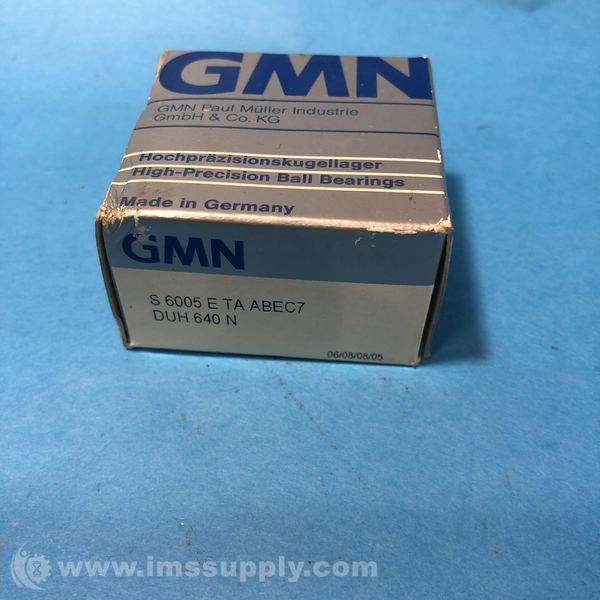 GMN
GMN Paul Müller Industrie
GmbH & Co. KG
Hochpräzisionskugellager
High-Precision Ball Bearings
Made in Germany
GMN
S 6005 E TA ABEC7
DUH 640 N
06/08/08/05
www.imssupply.com